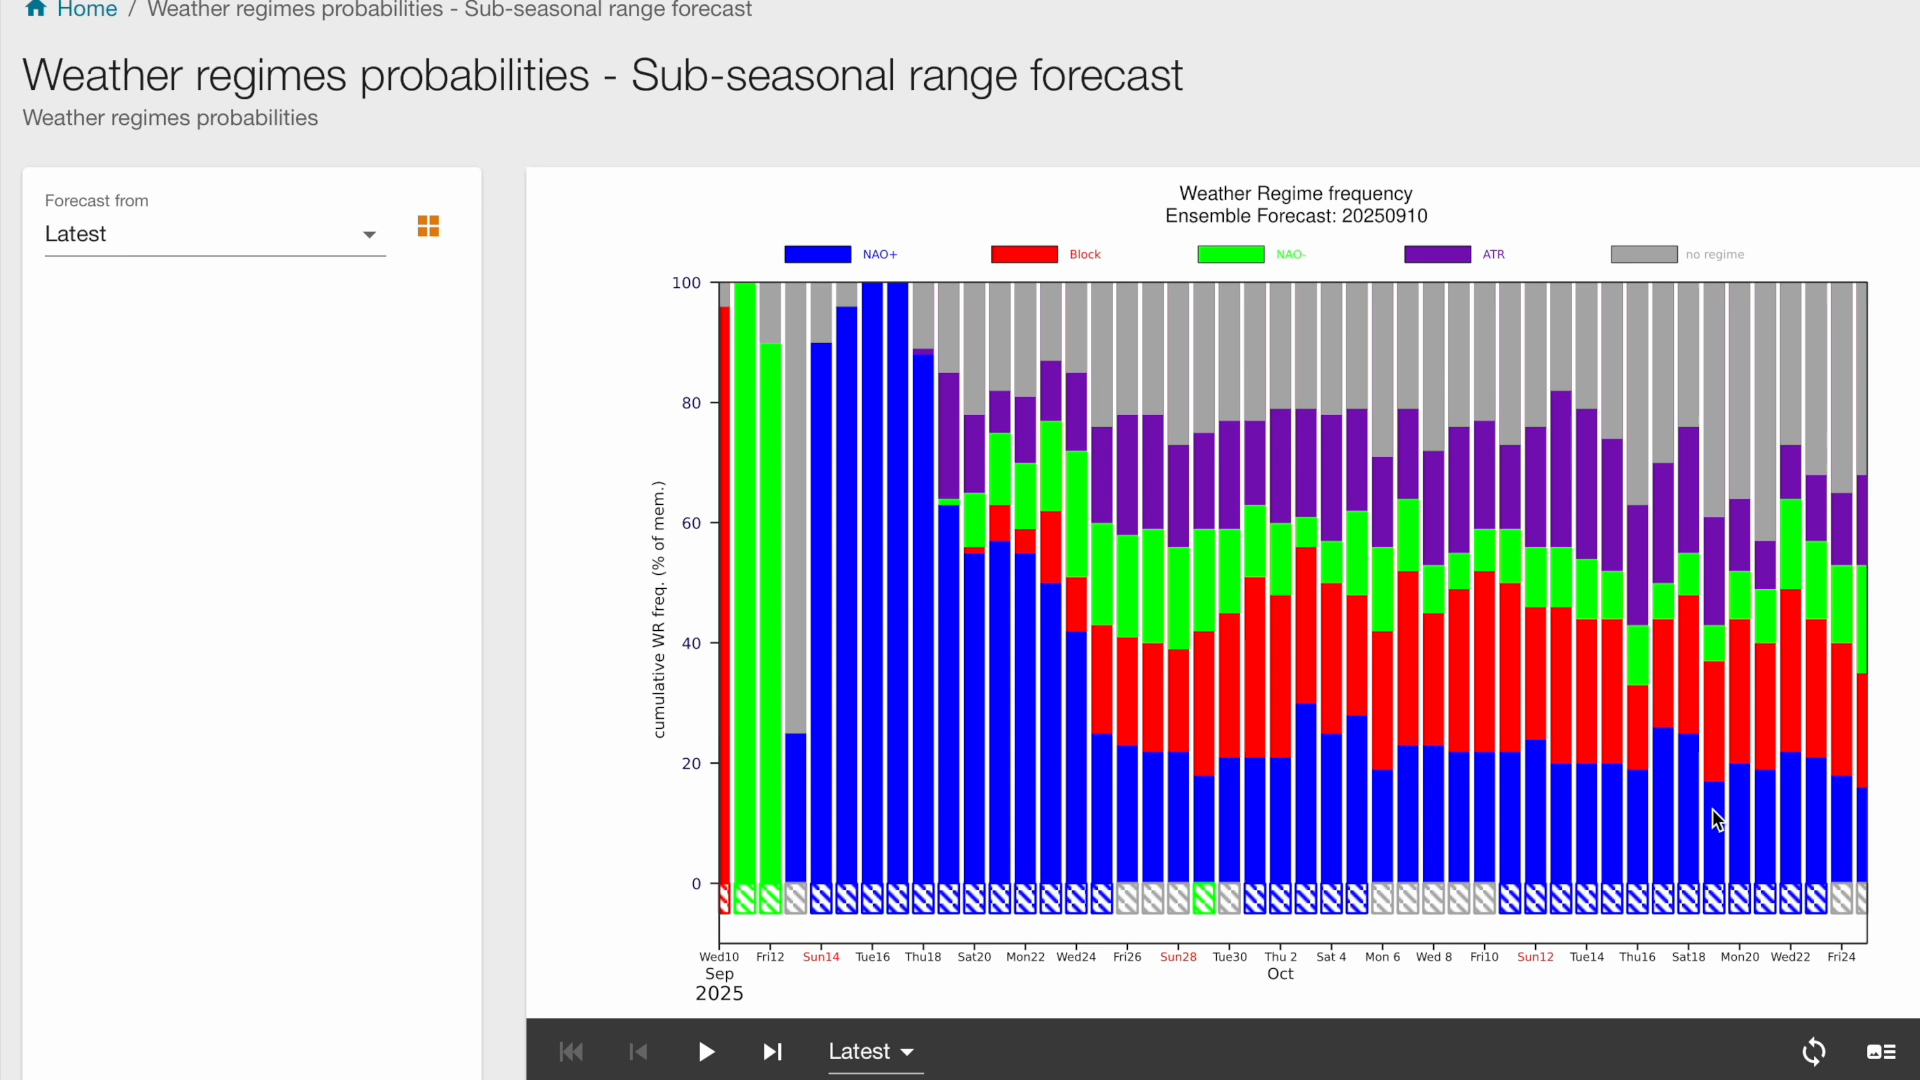 Home / Weather regimes probabilities - Sub-seasonal range forecast
Weather regimes probabilities - Sub-seasonal range forecast
Weather regimes probabilities
Forecast from
Latest
Weather Regime frequency
Ensemble Forecast: 20250910
NAO+ Block NAO- ATR no regime
100
80
60
40
20
0
cumulative WR freq. (% of mem.)
Wed10 Fri12 Sun14 Tue16 Thu18 Sat20 Mon22 Wed24 Fri26 Sun28 Tue30 Thu 2 Sat 4 Mon 6 Wed 8 Fri10 Sun12 Tue14 Thu16 Sat18 Mon20 Wed22 Fri24
Sep Oct
2025
Latest